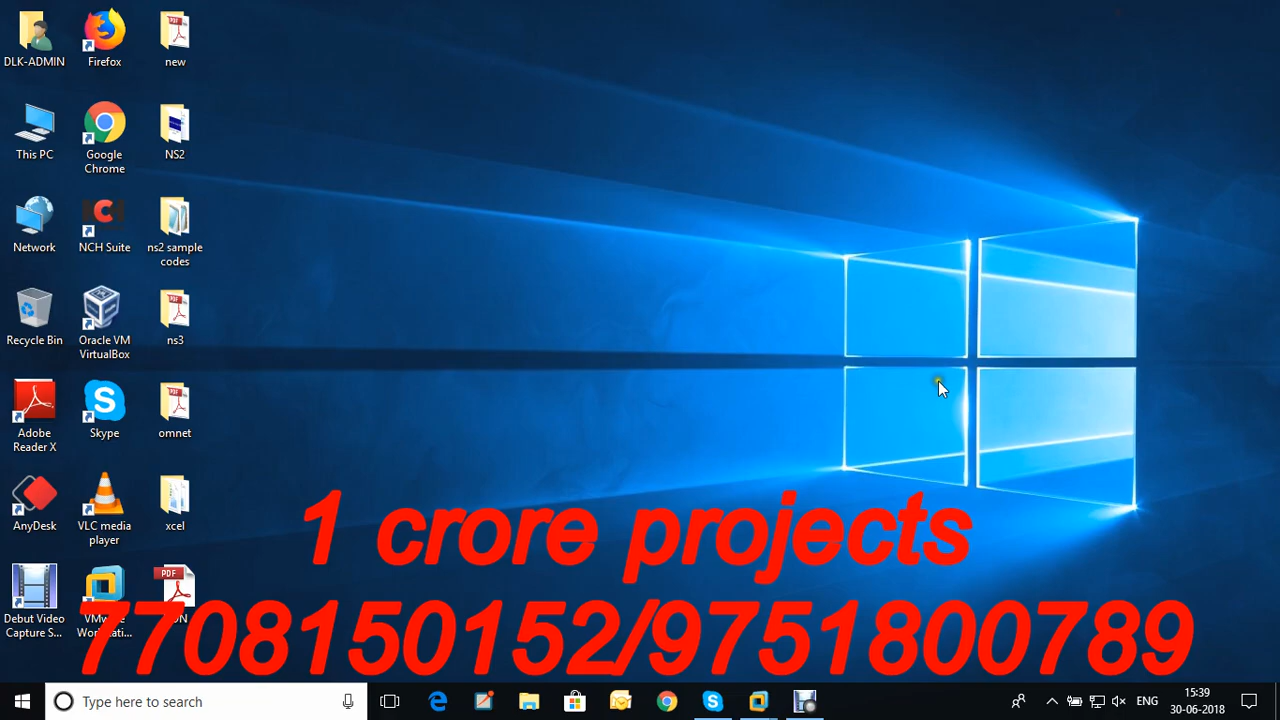 DLK-ADMIN
Firefox
new
This PC
Google
Chrome
NS2
Network
NCH Suite
ns2 sample
codes
Recycle Bin
Oracle VM
VirtualBox
ns3
Adobe
Reader X
Skype
omnet
AnyDesk
VLC media
player
xcel
Debut Video
Capture S...
PDF
1 crore projects
7708150152/9751800789
Type here to search
ENG
15:39
30-06-2018